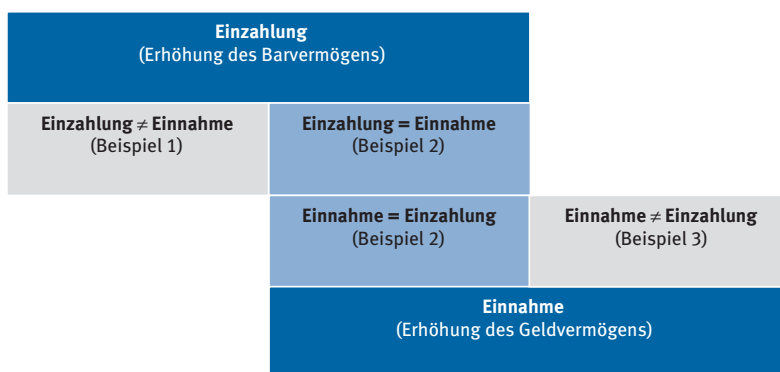 Einzahlung
(Erhöhung des Barvermögens)
Einzahlung ≠ Einnahme
(Beispiel 1)
Einzahlung = Einnahme
(Beispiel 2)
Einnahme = Einzahlung
(Beispiel 2)
Einnahme ≠ Einzahlung
(Beispiel 3)
Einnahme
(Erhöhung des Geldvermögens)